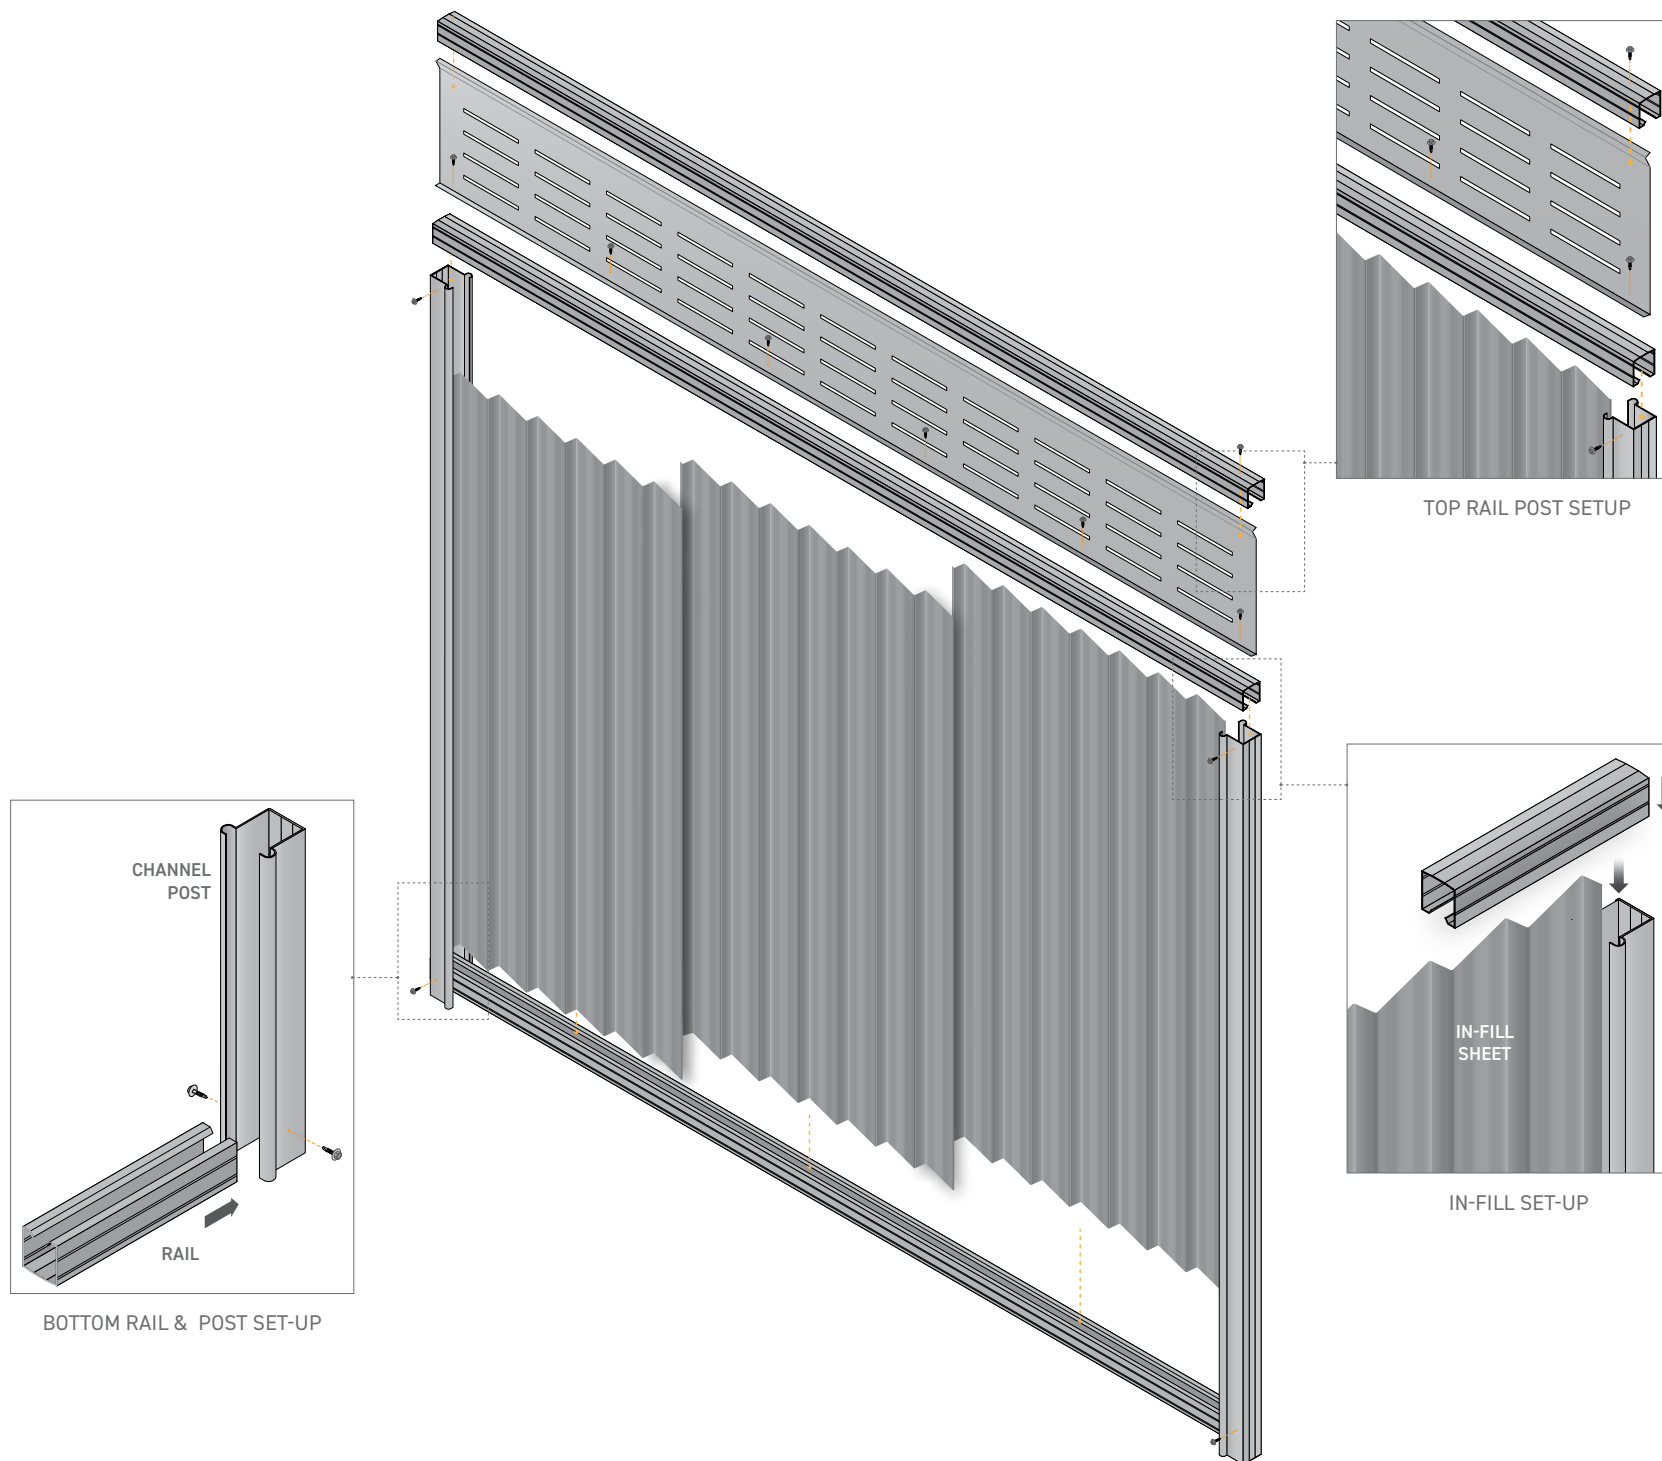 TOP RAIL POST SETUP
CHANNEL
POST
RAIL
BOTTOM RAIL & POST SET-UP
IN-FILL
SHEET
IN-FILL SET-UP